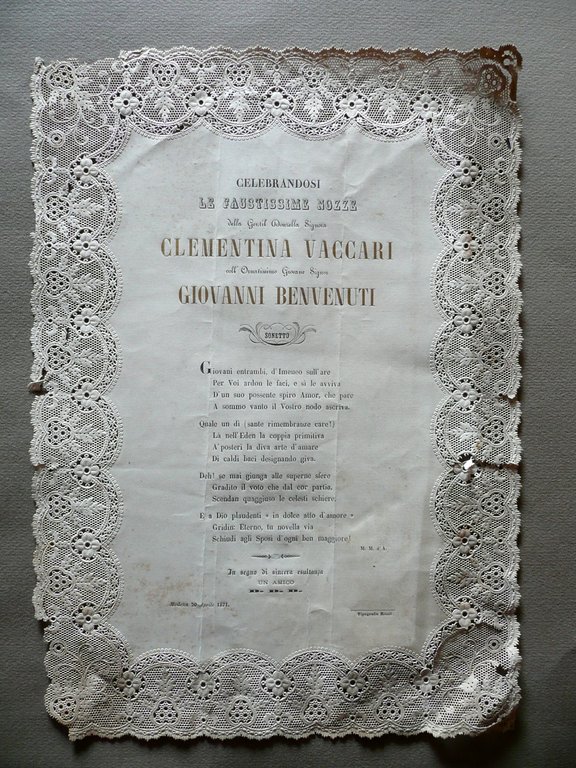 CELEBRANDOSI
LE FAUSTISSIME NOZZE
della Gentil Donzella Signora
CLEMENTINA VACCARI
coll' Ornatissimo Giovane Signor
GIOVANNI BENVENUTI
SONETTO
Giovani entrambi, d'Imeneo sull'are
Per Voi ardon le faci, e sì le avviva
D'un suo possente spiro Amor, che pare
A sommo vanto il Vostro nodo ascriva.
Quale un dì (sante rimembranze care!)
Là nell'Eden la coppia primitiva
A' posteri la diva arte d'amare
Di caldi baci designando giva.
Deh! se mai giunga alle superne sfere
Gradito il voto che dal cor partia,
Scendan quaggiuso le celesti schiere;
E, a Dio plaudenti « in dolce atto d'amore »
Gridin: Eterno, tu novella via
Schiudi agli Sposi d'ogni ben maggiore!
M. M. d'A.
In segno di sincera esultanza
UN AMICO
D. D. D.
Modena 20 Aprile 1871.
Tipografia Rossi.